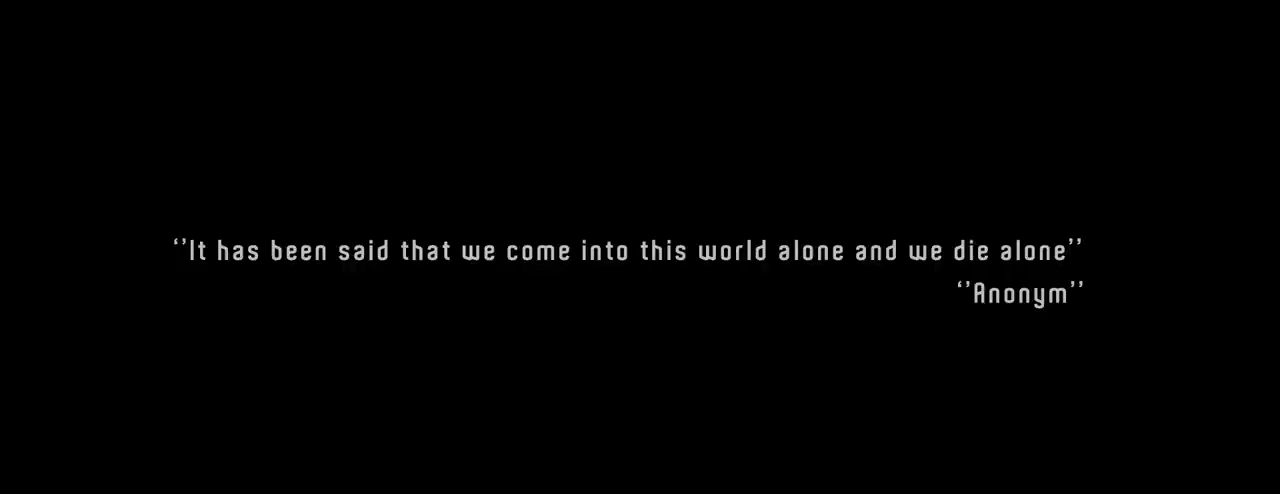 ‘’It has been said that we come into this world alone and we die alone’’
‘’Anonym’’